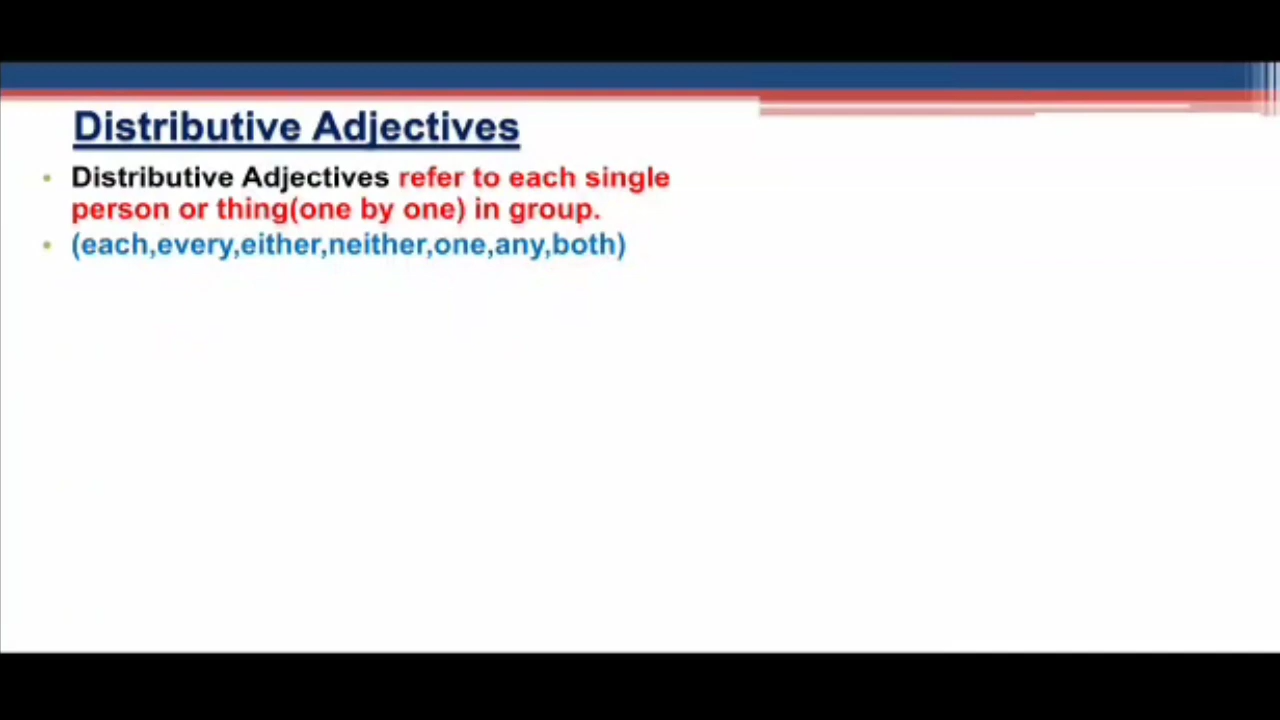 Distributive Adjectives
• Distributive Adjectives refer to each single
person or thing(one by one) in group.
• (each,every,either,neither,one,any,both)